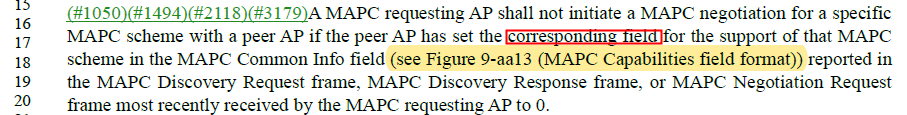 15
16 (#1050)(#1494)(#2118)(#3179)A MAPC requesting AP shall not initiate a MAPC negotiation for a specific
17 MAPC scheme with a peer AP if the peer AP has set the corresponding field for the support of that MAPC
18 scheme in the MAPC Common Info field (see Figure 9-aa13 (MAPC Capabilities field format)) reported in
19 the MAPC Discovery Request frame, MAPC Discovery Response frame, or MAPC Negotiation Request
20 frame most recently received by the MAPC requesting AP to 0.